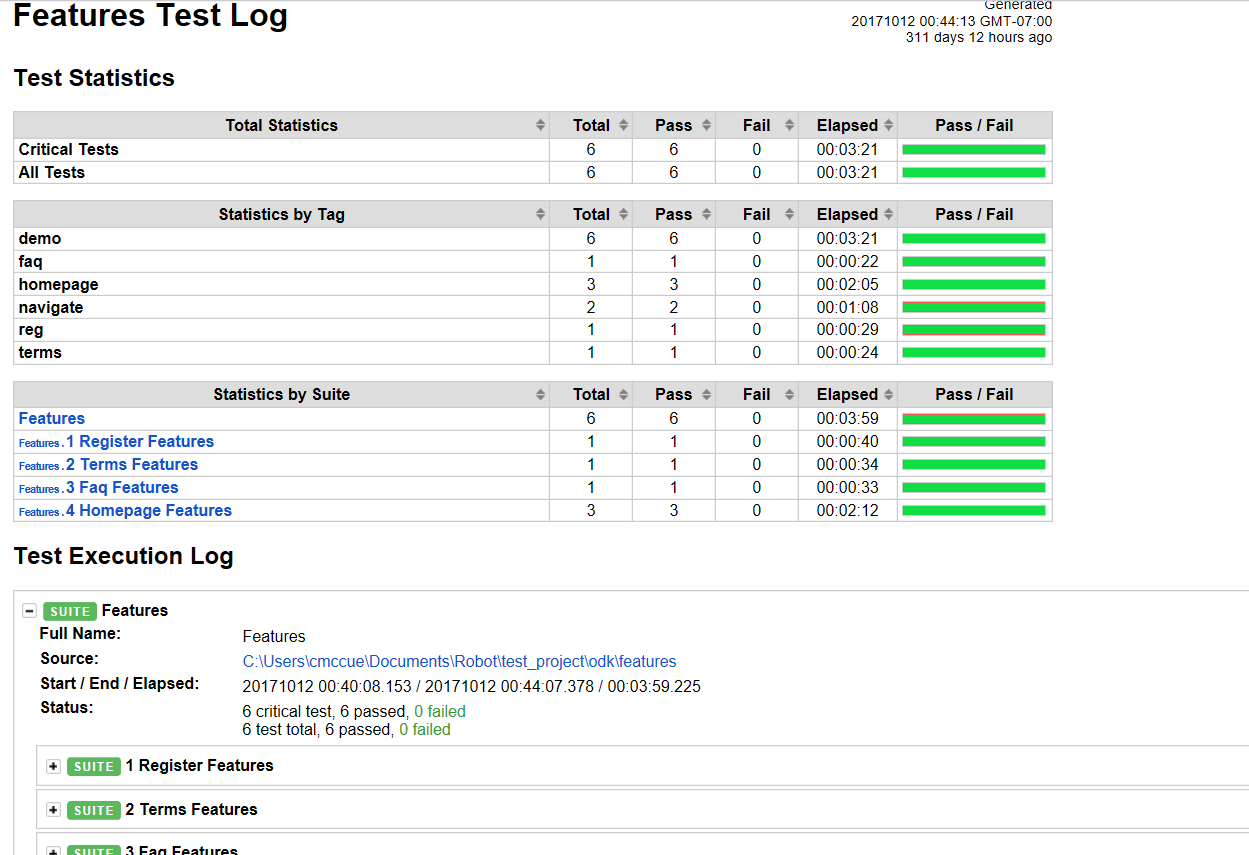 Generated
Features Test Log
20171012 00:44:13 GMT-07:00
311 days 12 hours ago
Test Statistics
Total Statistics Total Pass Fail Elapsed Pass / Fail
Critical Tests 6 6 0 00:03:21
All Tests 6 6 0 00:03:21
Statistics by Tag Total Pass Fail Elapsed Pass / Fail
demo 6 6 0 00:03:21
faq 1 1 0 00:00:22
homepage 3 3 0 00:02:05
navigate 2 2 0 00:01:08
reg 1 1 0 00:00:29
terms 1 1 0 00:00:24
Statistics by Suite Total Pass Fail Elapsed Pass / Fail
Features 6 6 0 00:03:59
Features.1 Register Features 1 1 0 00:00:40
Features.2 Terms Features 1 1 0 00:00:34
Features.3 Faq Features 1 1 0 00:00:33
Features.4 Homepage Features 3 3 0 00:02:12
Test Execution Log
SUITE Features
Full Name: Features
Source: C:\Users\cmccue\Documents\Robot\test_project\odk\features
Start / End / Elapsed: 20171012 00:40:08.153 / 20171012 00:44:07.378 / 00:03:59.225
Status: 6 critical test, 6 passed, 0 failed
6 test total, 6 passed, 0 failed
SUITE 1 Register Features
SUITE 2 Terms Features
SUITE 3 Faq Features